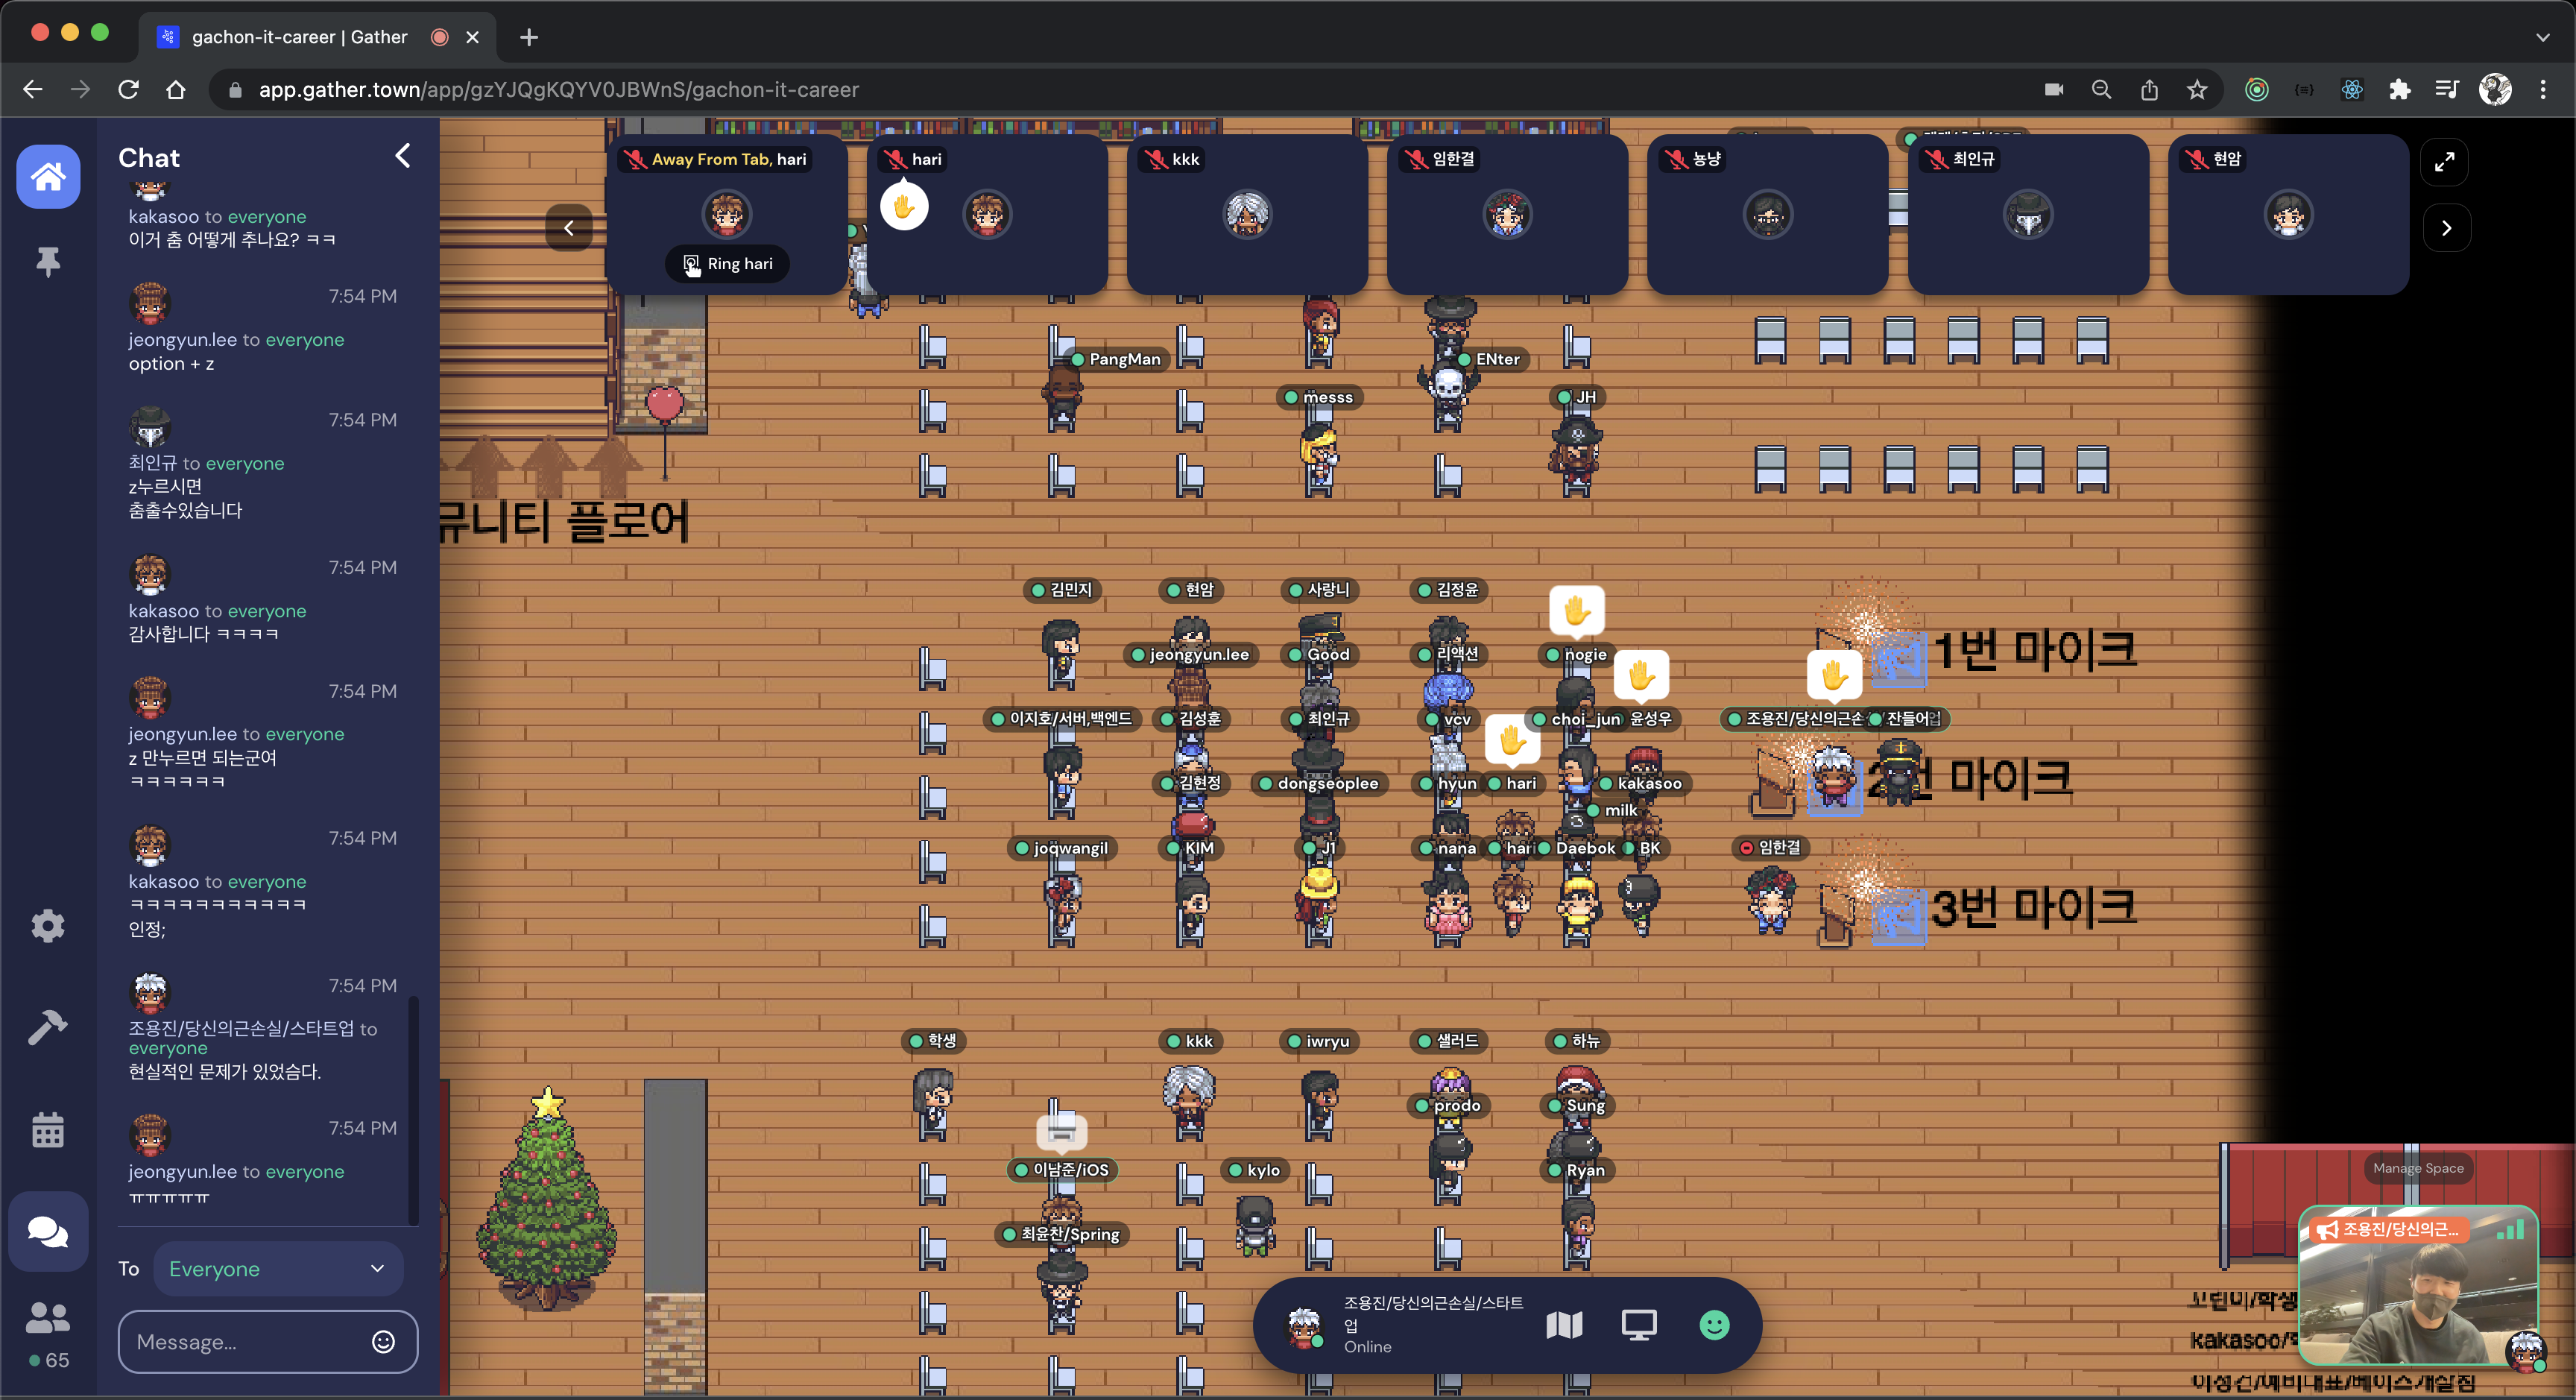 gachon-it-career | Gather
app.gather.town/app/gzYJQgKQYV0JBWnS/gachon-it-career
Chat
kakasoo to everyone
이거 춤 어떻게 추나요? ㅋㅋ
7:54 PM
jeongyun.lee to everyone
option + z
7:54 PM
최인규 to everyone
z누르시면
춤출수있습니다
7:54 PM
kakasoo to everyone
감사합니다 ㅋㅋㅋㅋ
7:54 PM
jeongyun.lee to everyone
z 만누르면 되는군여
ㅋㅋㅋㅋㅋㅋ
7:54 PM
kakasoo to everyone
ㅋㅋㅋㅋㅋㅋㅋㅋㅋㅋㅋ
인정;
7:54 PM
조용진/당신의근손실/스타트업 to
everyone
현실적인 문제가 있었슴다.
7:54 PM
jeongyun.lee to everyone
ㅠㅠㅠㅠㅠ
To Everyone
Message...
65
Away From Tab, hari
Ring hari
hari
kkk
임한결
뇽냥
최인규
현암
PangMan
ENter
messs
JH
뮤니티 플로어
김민지
현암
사랑니
김정윤
jeongyun.lee
Good
리액션
nogie
1번 마이크
이지호/서버,백엔드
김성훈
최인규
vcv
choi_jun
윤성우
조용진/당신의근손
잔들어
김현정
dongseoplee
hyun
hari
kakasoo
2번 마이크
milk
joqwangil
KIM
J1
nana
hari
Daebok
BK
임한결
3번 마이크
학생
kkk
iwryu
샐러드
하뉴
prodo
Sung
이남준/iOS
kylo
Ryan
최윤찬/Spring
Manage Space
조용진/당신의근...
조용진/당신의근손실/스타트
업
Online
kakasoo/